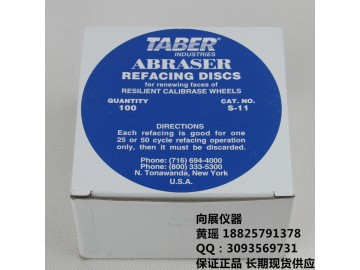 TABER
INDUSTRIES
ABRASER
REFACING DISCS
for renewing faces of
RESILIENT CALIBRASE WHEELS
QUANTITY CAT. NO.
100 S-11
DIRECTIONS
Each refacing is good for one
25 or 50 cycle refacing operation
only, then it must be discarded.
Phone: (716) 694-4000
Phone: (800) 333-5300
N. Tonawanda, New York
U.S.A.
向展仪器
黄瑶 18825791378
QQ：3093569731
保证正品 长期现货供应